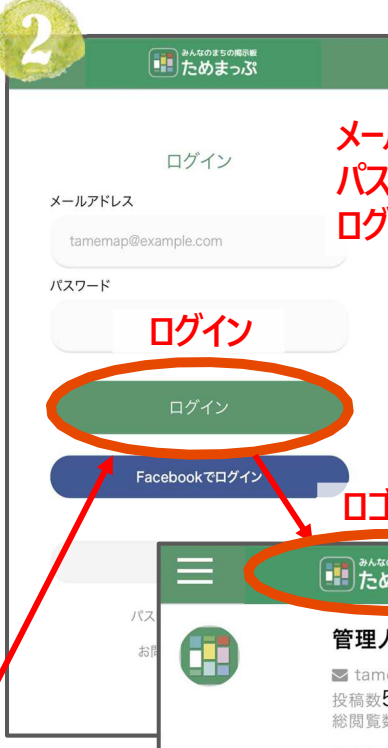 2
みんなのまちの掲示板
ためまっぷ
メール
パス
ログ
ログイン
メールアドレス
tamemap@example.com
パスワード
ログイン
ログイン
Facebookでログイン
ロゴ
みんなの
ため
パス
お問
管理人
tame
投稿数5
総閲覧数